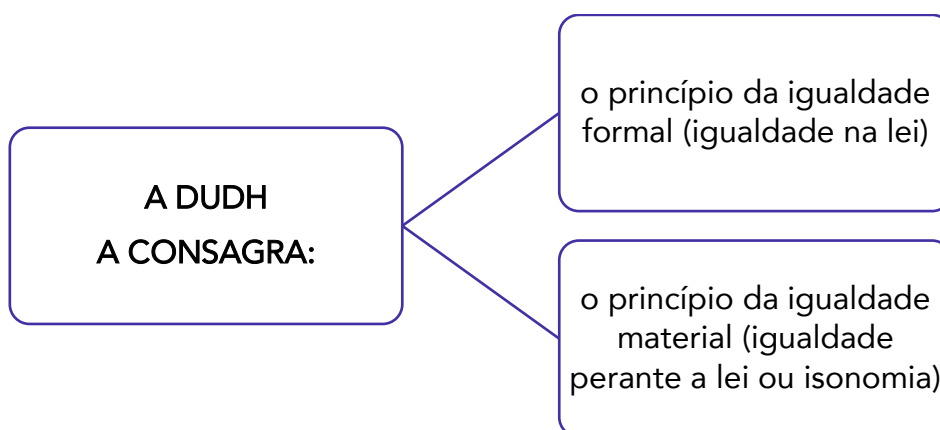 A DUDH
A CONSAGRA:
o princípio da igualdade
formal (igualdade na lei)
o princípio da igualdade
material (igualdade
perante a lei ou isonomia)